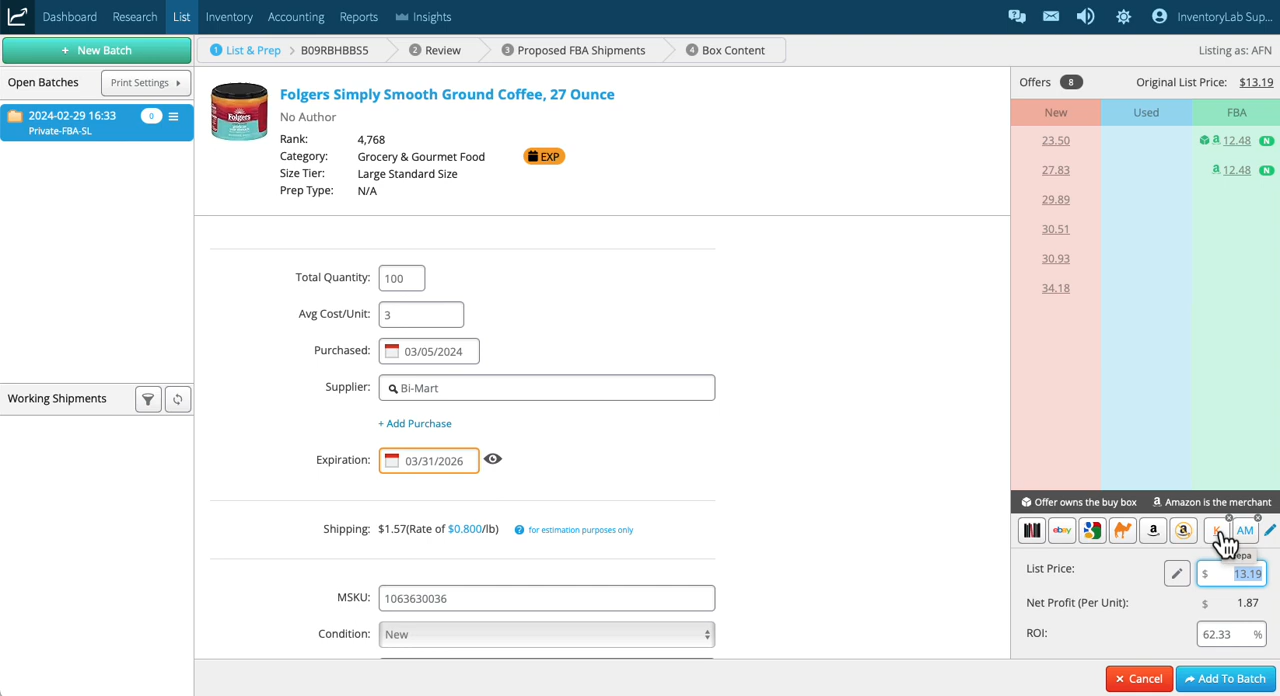 Dashboard Research List Inventory Accounting Reports Insights InventoryLab Sup...
+ New Batch
1 List & Prep > B09RBHBBS5 2 Review 3 Proposed FBA Shipments 4 Box Content Listing as: AFN
Open Batches Print Settings
2024-02-29 16:33 0
Private-FBA-SL
Working Shipments
Folgers
Folgers Simply Smooth Ground Coffee, 27 Ounce
No Author
Rank: 4,768
Category: Grocery & Gourmet Food EXP
Size Tier: Large Standard Size
Prep Type: N/A
Total Quantity: 100
Avg Cost/Unit: 3
Purchased: 03/05/2024
Supplier: Bi-Mart
+ Add Purchase
Expiration: 03/31/2026
Shipping: $1.57(Rate of $0.800/lb) ? for estimation purposes only
MSKU: 1063630036
Condition: New
Offers 8 Original List Price: $13.19
New Used FBA
23.50 a 12.48 N
27.83 a 12.48 N
29.89
30.51
30.93
34.18
Offer owns the buy box a Amazon is the merchant
ebay a a K AM
epa
List Price: $ 13.19
Net Profit (Per Unit): $ 1.87
ROI: 62.33 %
× Cancel Add To Batch